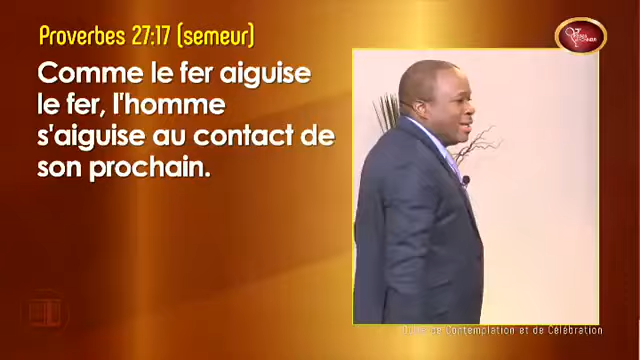 Proverbes 27:17 (semeur)
Comme le fer aiguise
le fer, l'homme
s'aiguise au contact de
son prochain.
de Contemplation et de Célébration